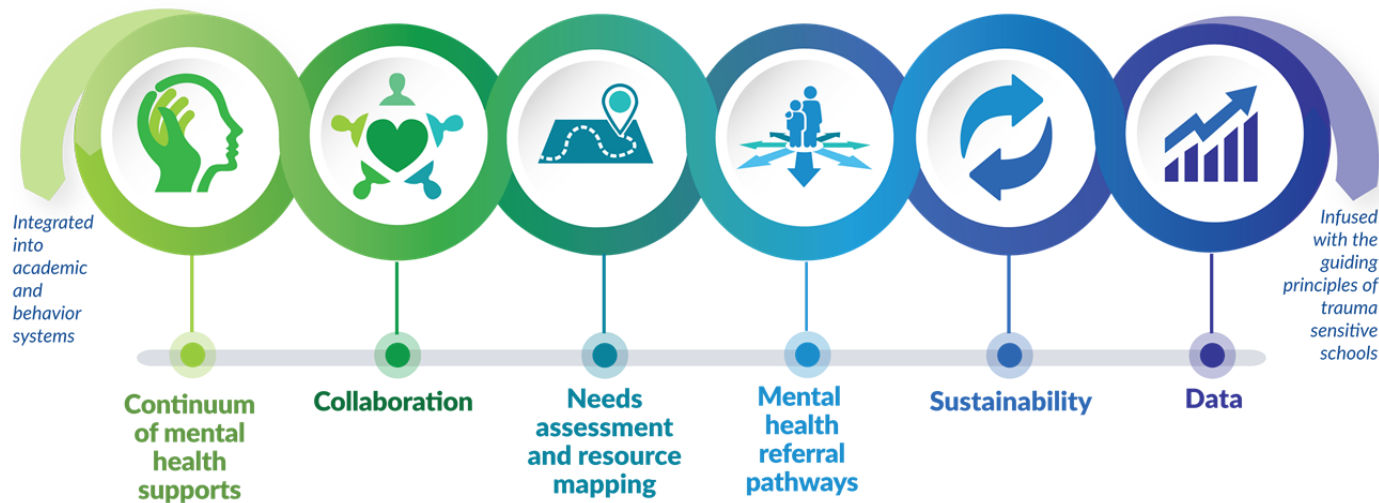 Integrated
into
academic
and
behavior
systems
Infused
with the
guiding
principles of
trauma
sensitive
schools
Continuum
of mental
health
supports
Collaboration
Needs
assessment
and resource
mapping
Mental
health
referral
pathways
Sustainability
Data